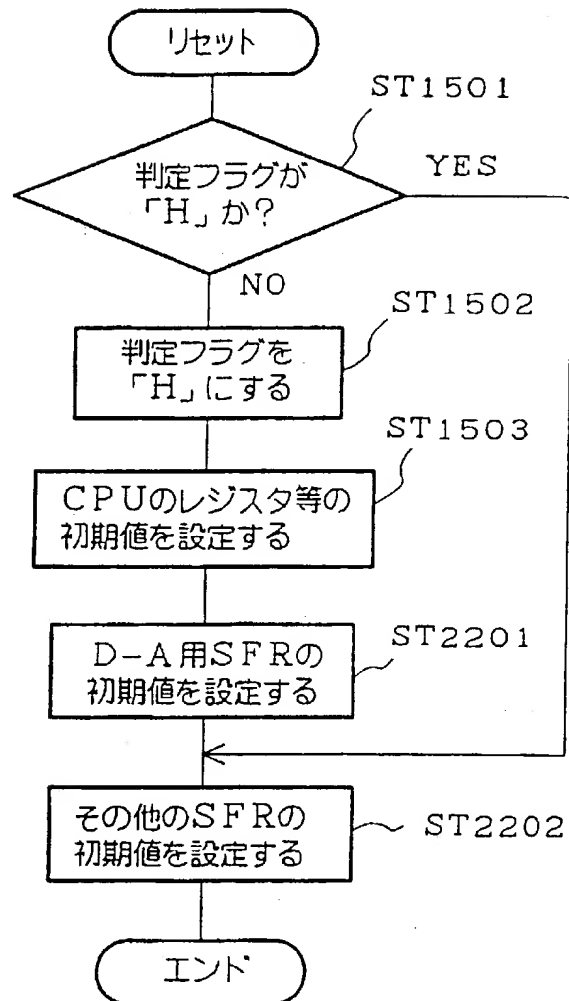 リセット
ST1501
判定フラグが
「H」か?
YES
NO
ST1502
判定フラグを
「H」にする
ST1503
CPUのレジスタ等の
初期値を設定する
ST2201
D-A用SFRの
初期値を設定する
その他のSFRの
初期値を設定する
ST2202
エンド